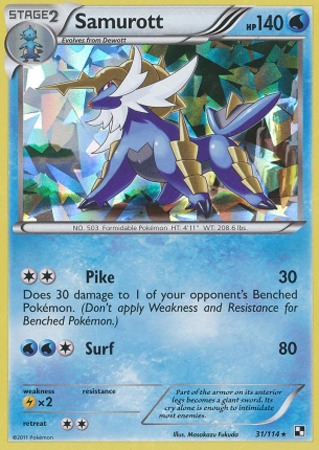 STAGE2
Samurott
HP140
Evolves from Dewott
NO. 503 Formidable Pokémon HT: 4'11" WT: 208.6 lbs.
Pike 30
Does 30 damage to 1 of your opponent's Benched
Pokémon. (Don't apply Weakness and Resistance for
Benched Pokémon.)
Surf 80
weakness resistance
×2
retreat
Part of the armor on its anterior
legs becomes a giant sword. Its
cry alone is enough to intimidate
most enemies.
©2011 Pokémon
Illus. Masakazu Fukuda
31/114 ★